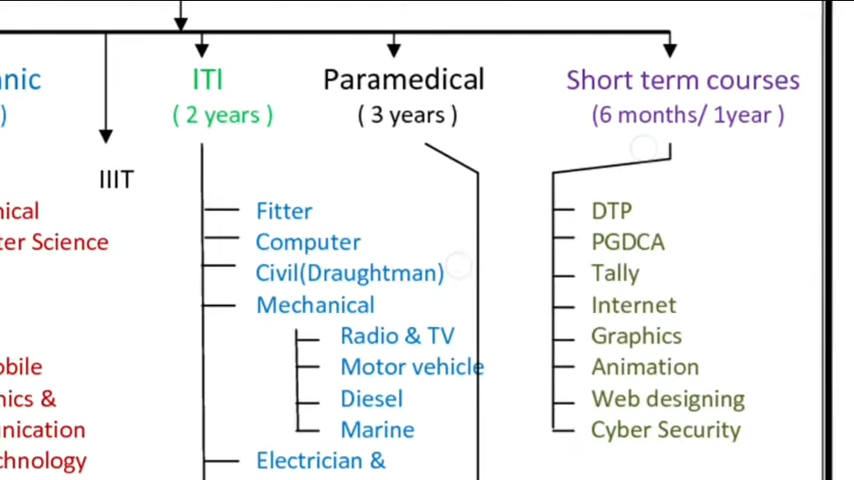 ITI
( 2 years )
Paramedical
( 3 years )
Short term courses
(6 months/ 1year )
IIIT
Science
Fitter
Computer
Civil(Draughtman)
Mechanical
Radio & TV
Motor vehicle
Diesel
Marine
Electrician &
DTP
PGDCA
Tally
Internet
Graphics
Animation
Web designing
Cyber Security